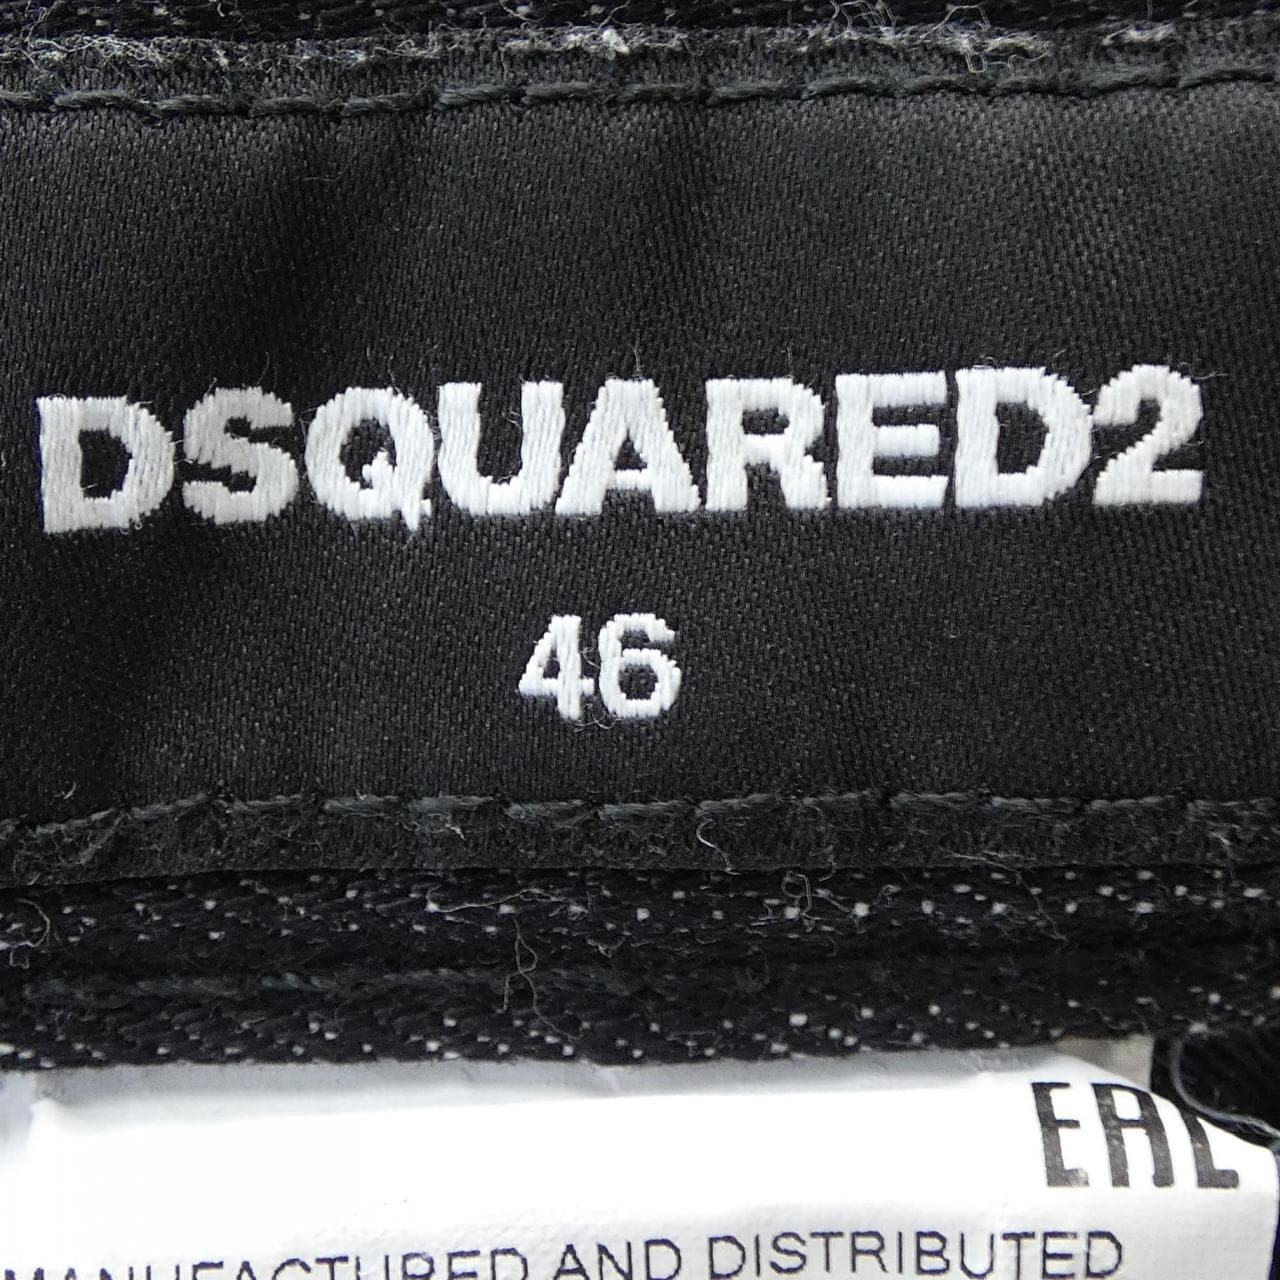 DSQUARED2
46
EAC
MANUFACTURED AND DISTRIBUTED